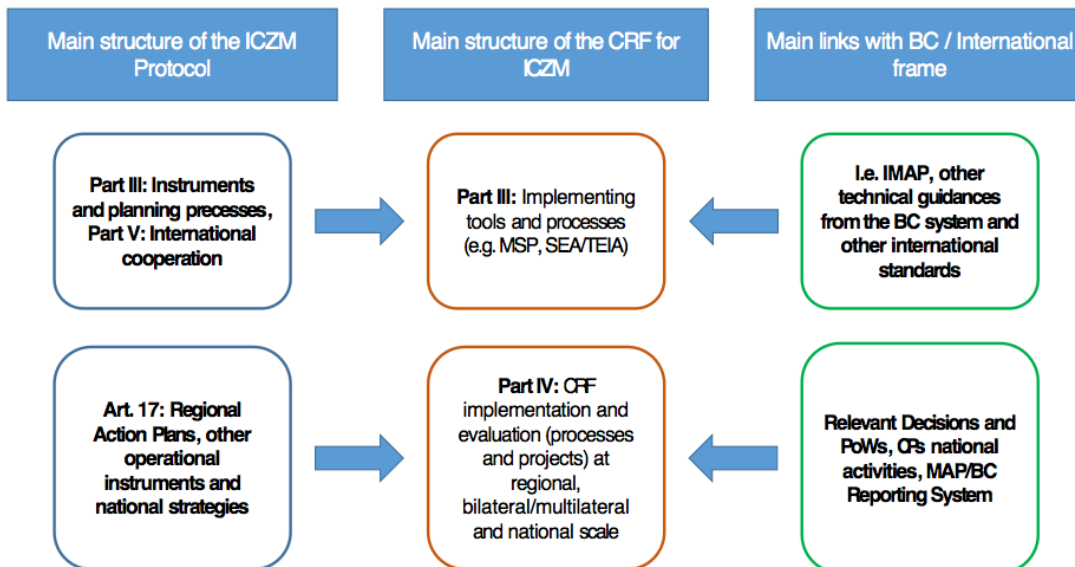 Main structure of the ICZM
Protocol
Main structure of the CRF for
ICZM
Main links with BC / International
frame
Part III: Instruments
and planning precesses,
Part V: International
cooperation
Part III: Implementing
tools and processes
(e.g. MSP, SEA/TEIA)
I.e. IMAP, other
technical guidances
from the BC system and
other international
standards
Art. 17: Regional
Action Plans, other
operational
instruments and
national strategies
Part IV: CRF
implementation and
evaluation (processes
and projects) at
regional,
bilateral/multilateral
and national scale
Relevant Decisions and
PoWs, CPs national
activities, MAP/BC
Reporting System